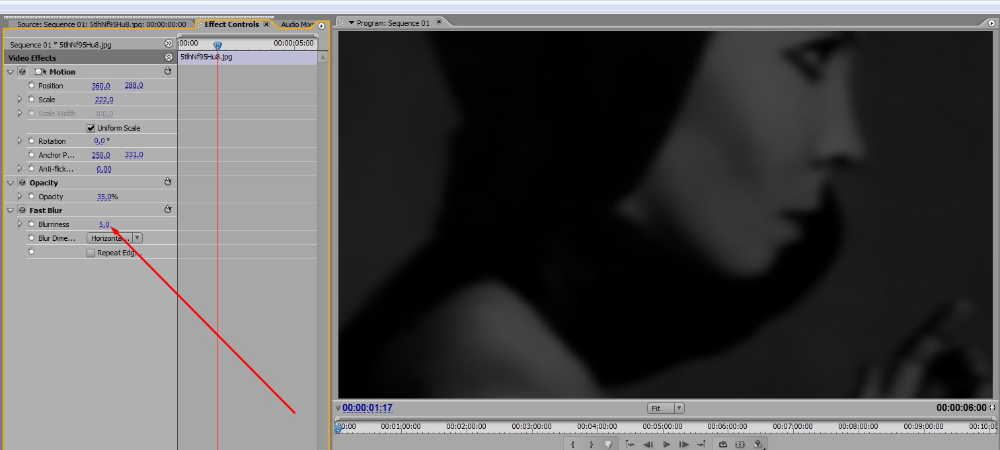 Source: Sequence 01: 5tlhNf95Hu8.jpg: 00:00:00:00
Effect Controls
Audio Mixe
Program: Sequence 01
Sequence 01 * 5tlhNf95Hu8.jpg
:00:00
00:00:05:00
Video Effects
5tlhNf95Hu8.jpg
Motion
Position 360,0 288,0
Scale 222,0
Scale Width 100,0
Uniform Scale
Rotation 0,0 °
Anchor P... 250,0 331,0
Anti-flick... 0,00
Opacity
Opacity 35,0%
Fast Blur
Blurriness 5,0
Blur Dime... Horizonta...
Repeat Edg...
00:00:01:17
Fit
00:00:06:00
00:00 00:01:00:00 00:02:00:00 00:03:00:00 00:04:00:00 00:05:00:00 00:06:00:00 00:07:00:00 00:08:00:00 00:09:00:00 00:10:0